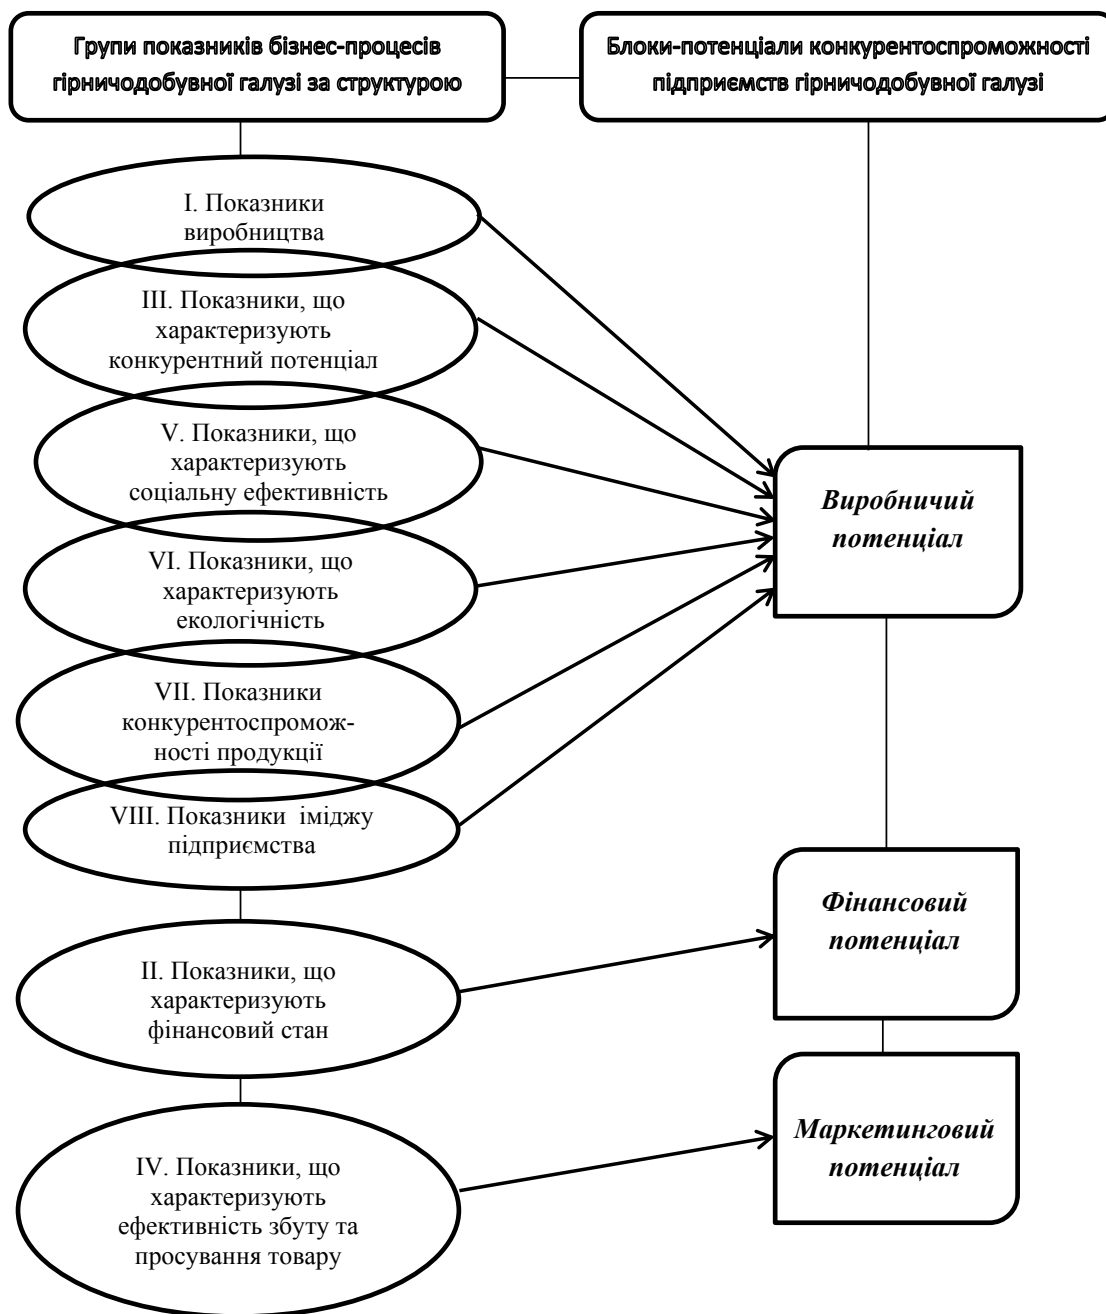 Групи показників бізнес-процесів
гірничодобувної галузі за структурою
Блоки-потенціали конкурентоспроможності
підприємств гірничодобувної галузі
I. Показники
виробництва
III. Показники, що
характеризують
конкурентний потенціал
V. Показники, що
характеризують
соціальну ефективність
VI. Показники, що
характеризують
екологічність
VII. Показники
конкурентоспромож-
ності продукції
VIII. Показники іміджу
підприємства
II. Показники, що
характеризують
фінансовий стан
IV. Показники, що
характеризують
ефективність збуту та
просування товару
Виробничий
потенціал
Фінансовий
потенціал
Маркетинговий
потенціал